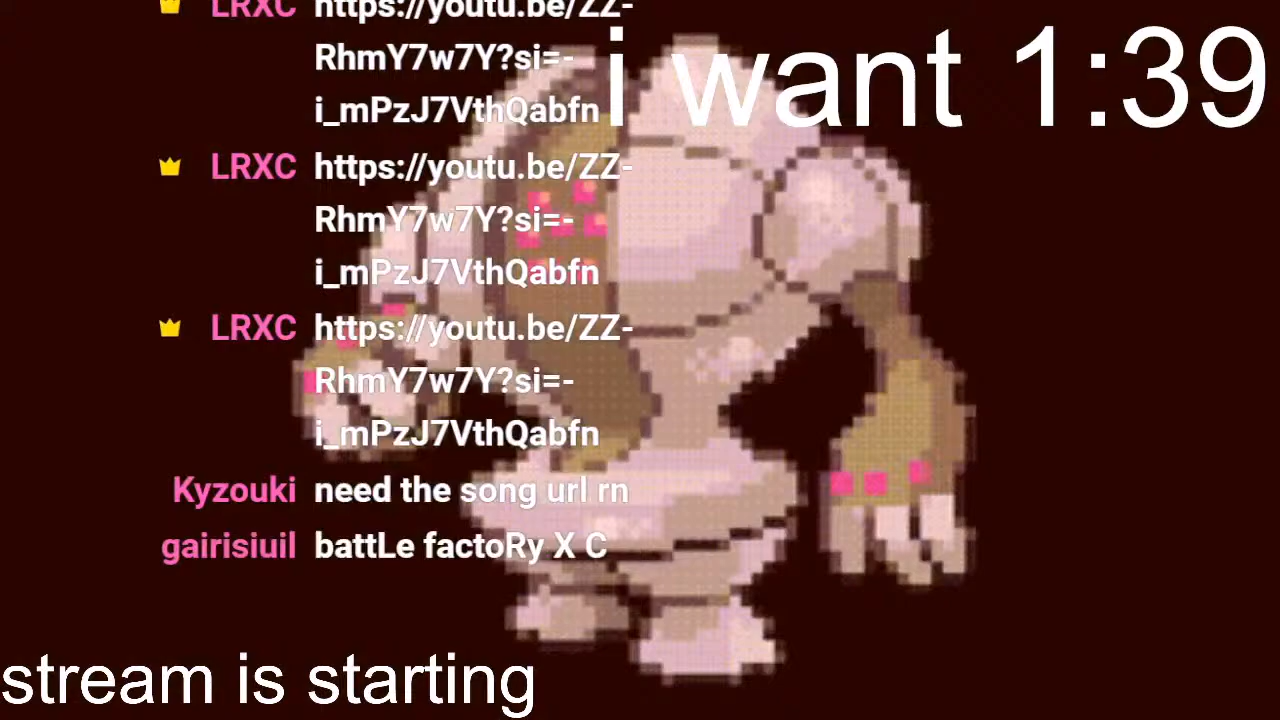 LRXC https://youtu.be/ZZ-
RhmY7w7Y?si=-
i_mPzJ7VthQabfn
i want 1:39
LRXC https://youtu.be/ZZ-
RhmY7w7Y?si=-
i_mPzJ7VthQabfn
LRXC https://youtu.be/ZZ-
RhmY7w7Y?si=-
i_mPzJ7VthQabfn
Kyzouki need the song url rn
gairisiuil battLe factoRy X C
stream is starting